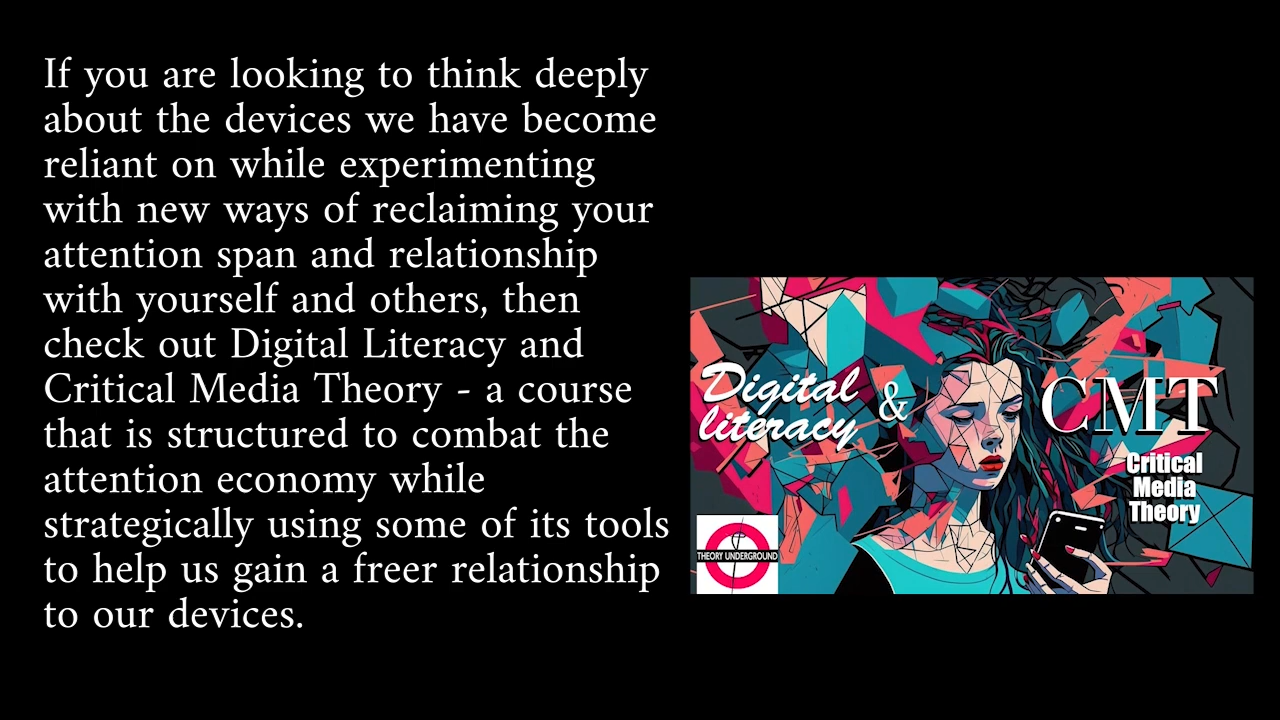 If you are looking to think deeply
about the devices we have become
reliant on while experimenting
with new ways of reclaiming your
attention span and relationship
with yourself and others, then
check out Digital Literacy and
Critical Media Theory - a course
that is structured to combat the
attention economy while
strategically using some of its tools
to help us gain a freer relationship
to our devices.
Digital
literacy
&
CMT
Critical
Media
Theory
THEORY UNDERGROUND